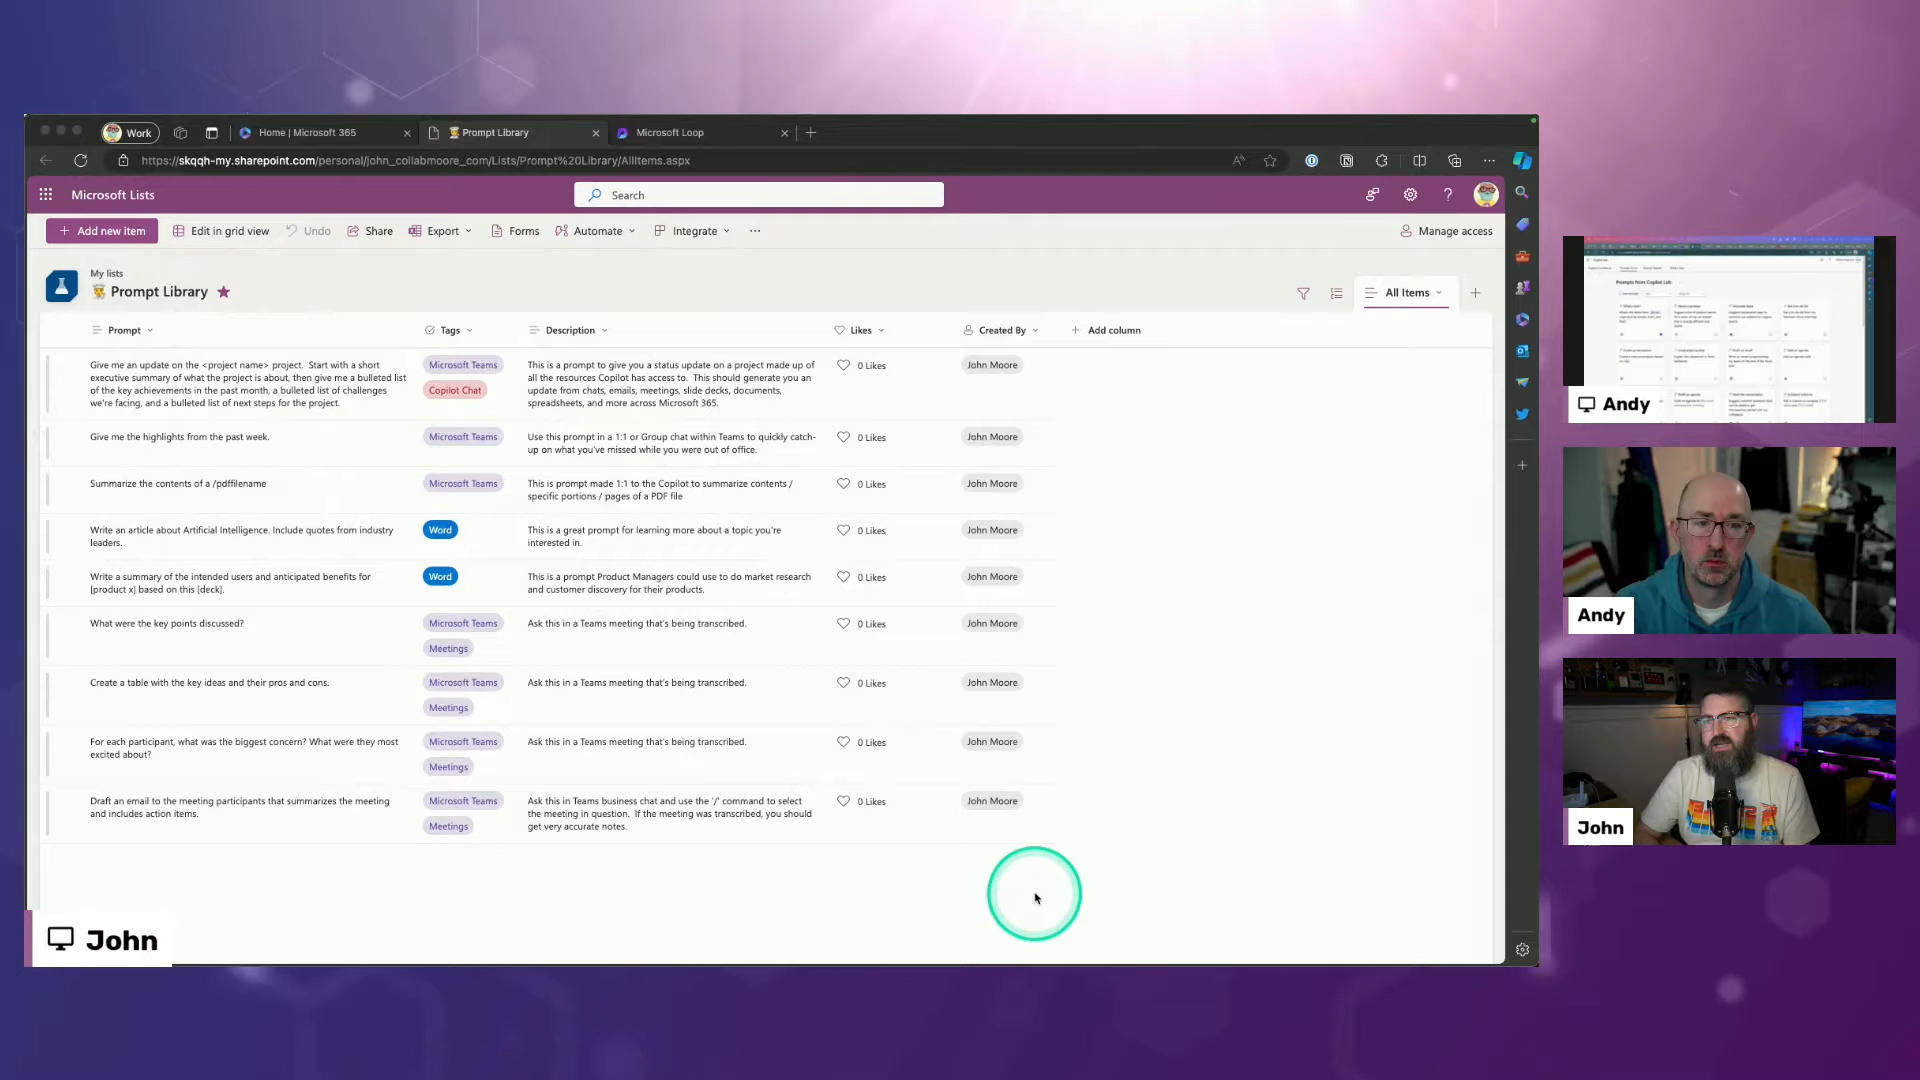 Work
Home | Microsoft 365
Prompt Library
Microsoft Loop
https://skqqh-my.sharepoint.com/personal/john_collabmoore_com/Lists/Prompt%20Library/AllItems.aspx
Microsoft Lists
Search
Add new item
Edit in grid view
Undo
Share
Export
Forms
Automate
Integrate
Manage access
My lists
Prompt Library
All Items
Prompt
Tags
Description
Likes
Created By
Add column
Give me an update on the <project name> project. Start with a short
executive summary of what the project is about, then give me a bulleted list
of the key achievements in the past month, a bulleted list of challenges
we're facing, and a bulleted list of next steps for the project.
Microsoft Teams
Copilot Chat
This is a prompt to give you a status update on a project made up of
all the resources Copilot has access to. This should generate you an
update from chats, emails, meetings, slide decks, documents,
spreadsheets, and more across Microsoft 365.
0 Likes
John Moore
Give me the highlights from the past week.
Microsoft Teams
Use this prompt in a 1:1 or Group chat within Teams to quickly catch-
up on what you've missed while you were out of office.
0 Likes
John Moore
Summarize the contents of a /pdffilename
Microsoft Teams
This is prompt made 1:1 to the Copilot to summarize contents /
specific portions / pages of a PDF file
0 Likes
John Moore
Write an article about Artificial Intelligence. Include quotes from industry
leaders.
Word
This is a great prompt for learning more about a topic you're
interested in.
0 Likes
John Moore
Write a summary of the intended users and anticipated benefits for
[product x] based on this [deck].
Word
This is a prompt Product Managers could use to do market research
and customer discovery for their products.
0 Likes
John Moore
What were the key points discussed?
Microsoft Teams
Meetings
Ask this in a Teams meeting that's being transcribed.
0 Likes
John Moore
Create a table with the key ideas and their pros and cons.
Microsoft Teams
Meetings
Ask this in a Teams meeting that's being transcribed.
0 Likes
John Moore
For each participant, what was the biggest concern? What were they most
excited about?
Microsoft Teams
Meetings
Ask this in a Teams meeting that's being transcribed.
0 Likes
John Moore
Draft an email to the meeting participants that summarizes the meeting
and includes action items.
Microsoft Teams
Meetings
Ask this in Teams business chat and use the '/' command to select
the meeting in question. If the meeting was transcribed, you should
get very accurate notes.
0 Likes
John Moore
John
Prompts from Copilot Lab
Andy
Andy
John